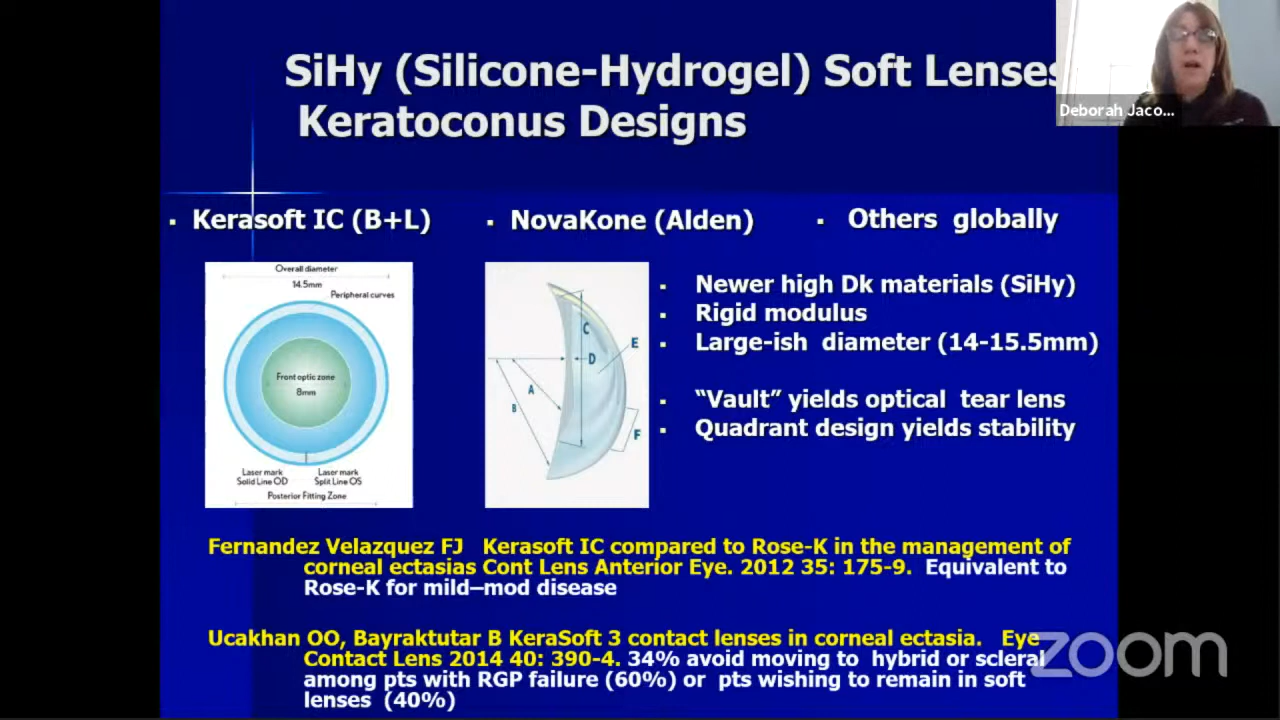 SiHy (Silicone-Hydrogel) Soft Lenses
Keratoconus Designs
Deborah Jaco...
▪ Kerasoft IC (B+L)
▪ NovaKone (Alden)
▪ Others globally
Overall diameter
14.5mm
Peripheral curves
Front optic zone
8mm
Laser mark
Solid Line OD
Laser mark
Split Line OS
Posterior Fitting Zone
C
D
E
A
B
F
▪ Newer high Dk materials (SiHy)
▪ Rigid modulus
▪ Large-ish diameter (14-15.5mm)
▪ “Vault” yields optical tear lens
▪ Quadrant design yields stability
Fernandez Velazquez FJ Kerasoft IC compared to Rose-K in the management of
corneal ectasias Cont Lens Anterior Eye. 2012 35: 175-9. Equivalent to
Rose-K for mild–mod disease
Ucakhan OO, Bayraktutar B KeraSoft 3 contact lenses in corneal ectasia. Eye
Contact Lens 2014 40: 390-4. 34% avoid moving to hybrid or scleral
among pts with RGP failure (60%) or pts wishing to remain in soft
lenses (40%)
zoom